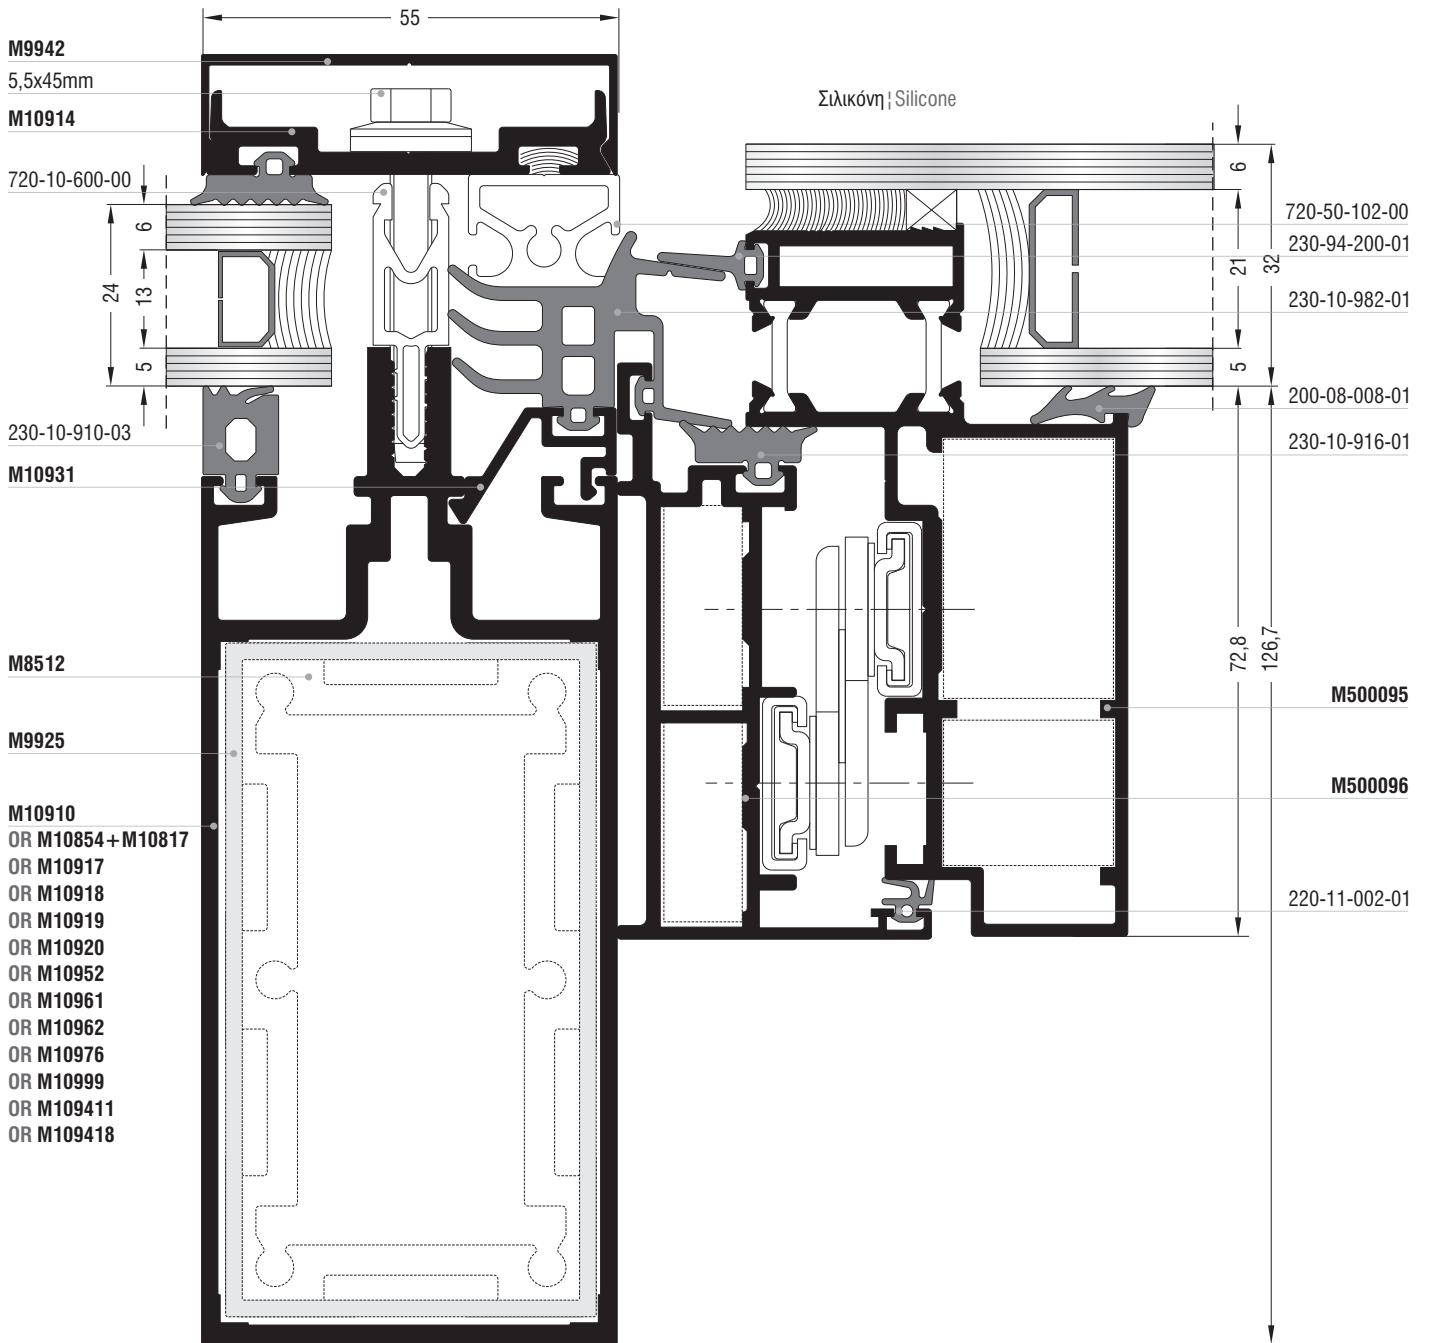 55
M9942
5,5x45mm
M10914
Σιλικόνη ¦ Silicone
720-10-600-00
6
24
13
5
6
21
32
5
720-50-102-00
230-94-200-01
230-10-982-01
200-08-008-01
230-10-916-01
230-10-910-03
M10931
72,8
126,7
M8512
M9925
M500095
M500096
220-11-002-01
M10910
OR M10854+M10817
OR M10917
OR M10918
OR M10919
OR M10920
OR M10952
OR M10961
OR M10962
OR M10976
OR M10999
OR M109411
OR M109418